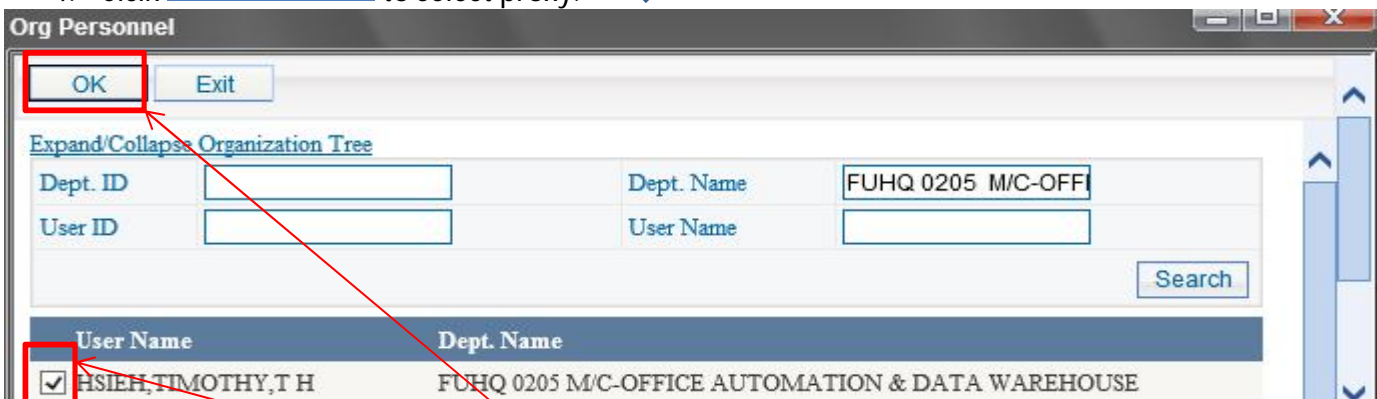 to select proxy.
Org Personnel
OK Exit
Expand/Collapse Organization Tree
Dept. ID Dept. Name FUHQ 0205 M/C-OFFI
User ID User Name
Search
User Name Dept. Name
HSIEH,TIMOTHY,T H FUHQ 0205 M/C-OFFICE AUTOMATION & DATA WAREHOUSE